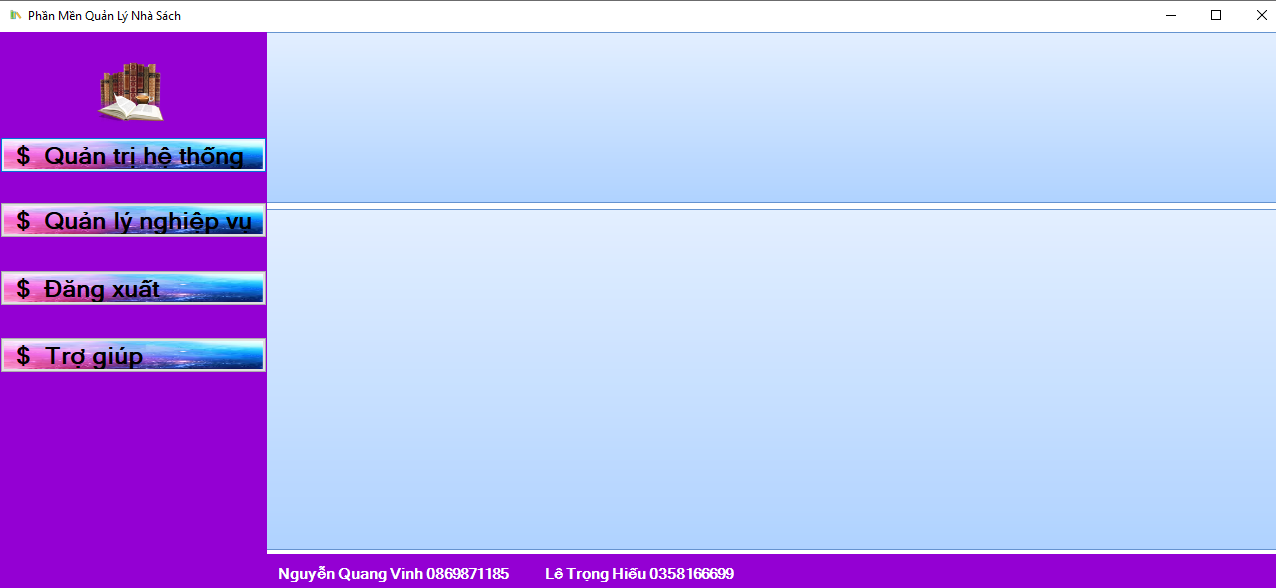 Phần Mền Quản Lý Nhà Sách
$ Quản trị hệ thống
$ Quản lý nghiệp vụ
$ Đăng xuất
$ Trợ giúp
Nguyễn Quang Vinh 0869871185 Lê Trọng Hiếu 0358166699